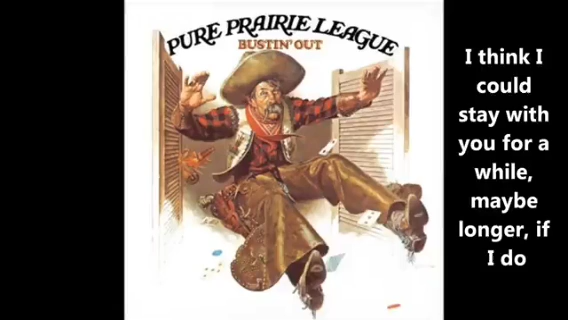 PURE PRAIRIE LEAGUE
BUSTIN' OUT
I think I
could
stay with
you for a
while,
maybe
longer, if
I do